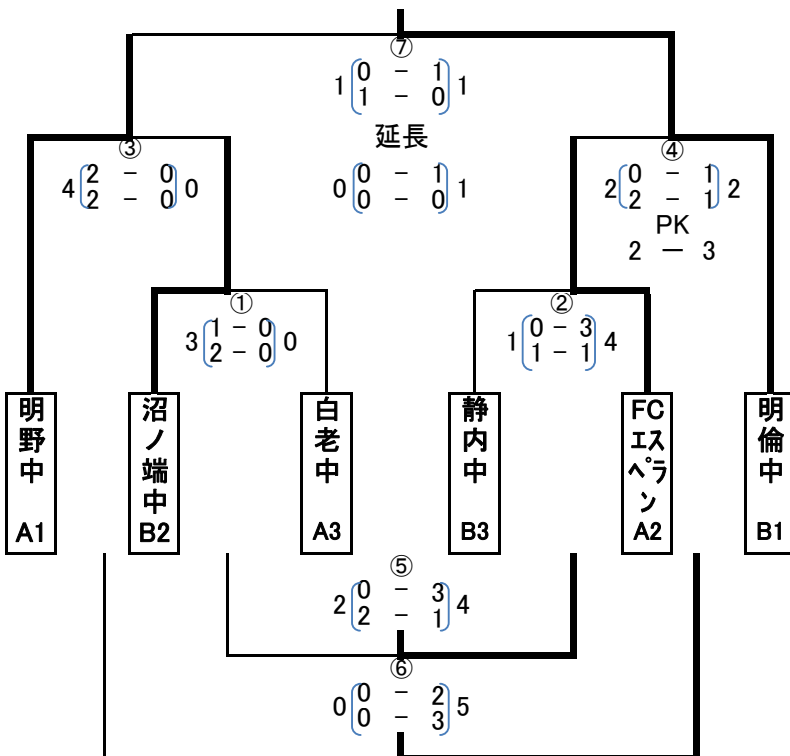 ⑦
1 0 - 1 1
1 - 0
延長
0 0 - 1 1
0 - 0
③
4 2 - 0 0
2 - 0
④
2 0 - 1 2
2 - 1
PK
2 - 3
①
3 1 - 0 0
2 - 0
②
1 0 - 3 4
1 - 1
明野中
A1
沼ノ端中
B2
白老中
A3
静内中
B3
FC
エス
ペラ
ン
A2
明倫中
B1
⑤
2 0 - 3 4
2 - 1
⑥
0 0 - 2 5
0 - 3